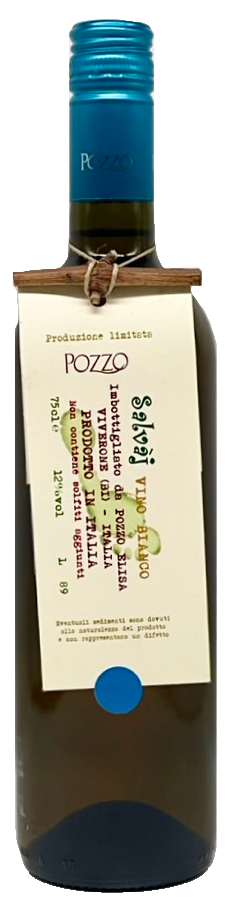 POZZO
Produzione limitata
POZZO
Salvàj
VINO BIANCO
Imbottigliato da POZZO ELISA
VIVERONE (BI) - ITALIA
PRODOTTO IN ITALIA
Non contiene solfiti aggiunti
75cl e 12%vol L 89
Eventuali sedimenti sono dovuti
alla naturalezza del prodotto
e non rappresentano un difetto